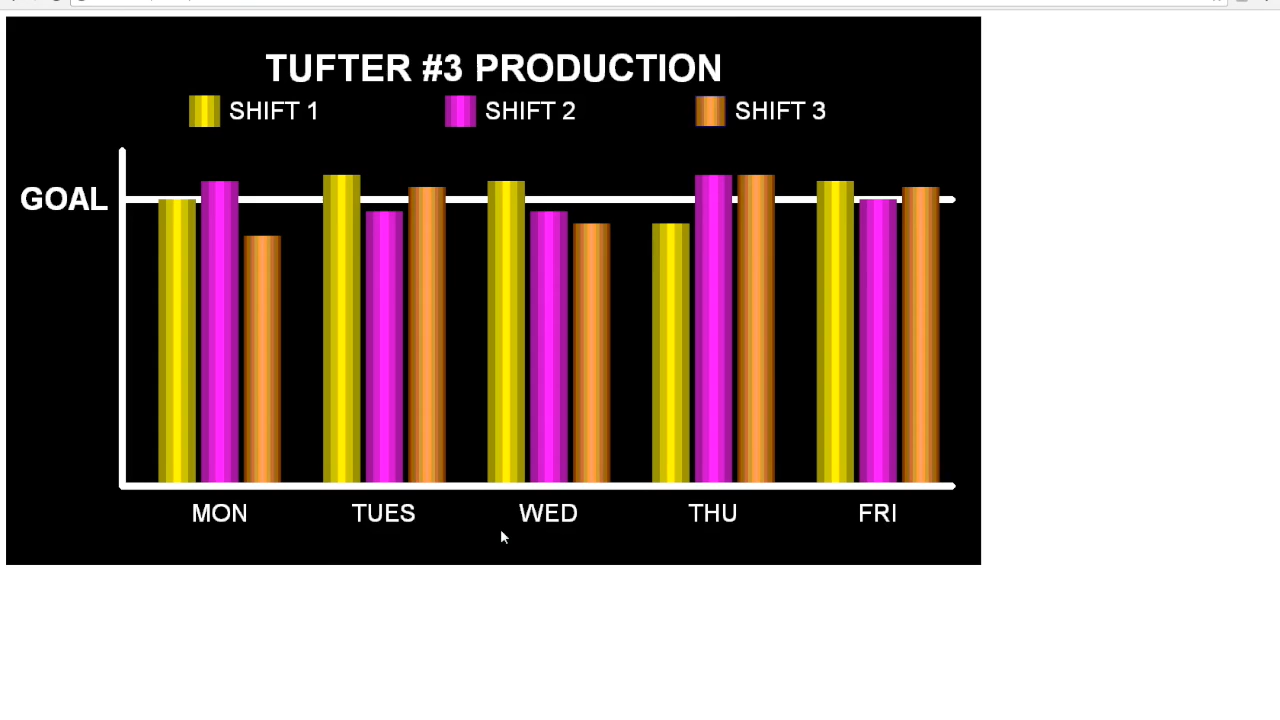 TUFTER #3 PRODUCTION
SHIFT 1 SHIFT 2 SHIFT 3
GOAL
MON TUES WED THU FRI